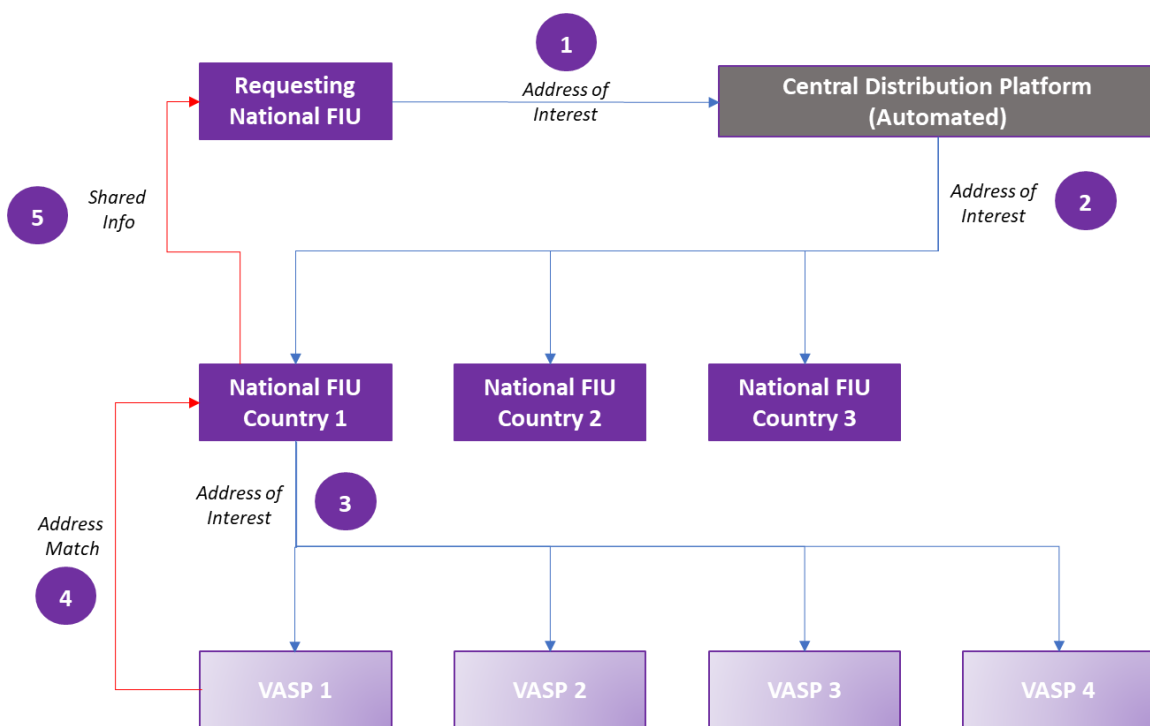 1
Requesting
National FIU
Address of
Interest
Central Distribution Platform
(Automated)
5
Shared
Info
Address of
Interest
2
National FIU
Country 1
National FIU
Country 2
National FIU
Country 3
Address of
Interest
3
Address
Match
4
VASP 1
VASP 2
VASP 3
VASP 4